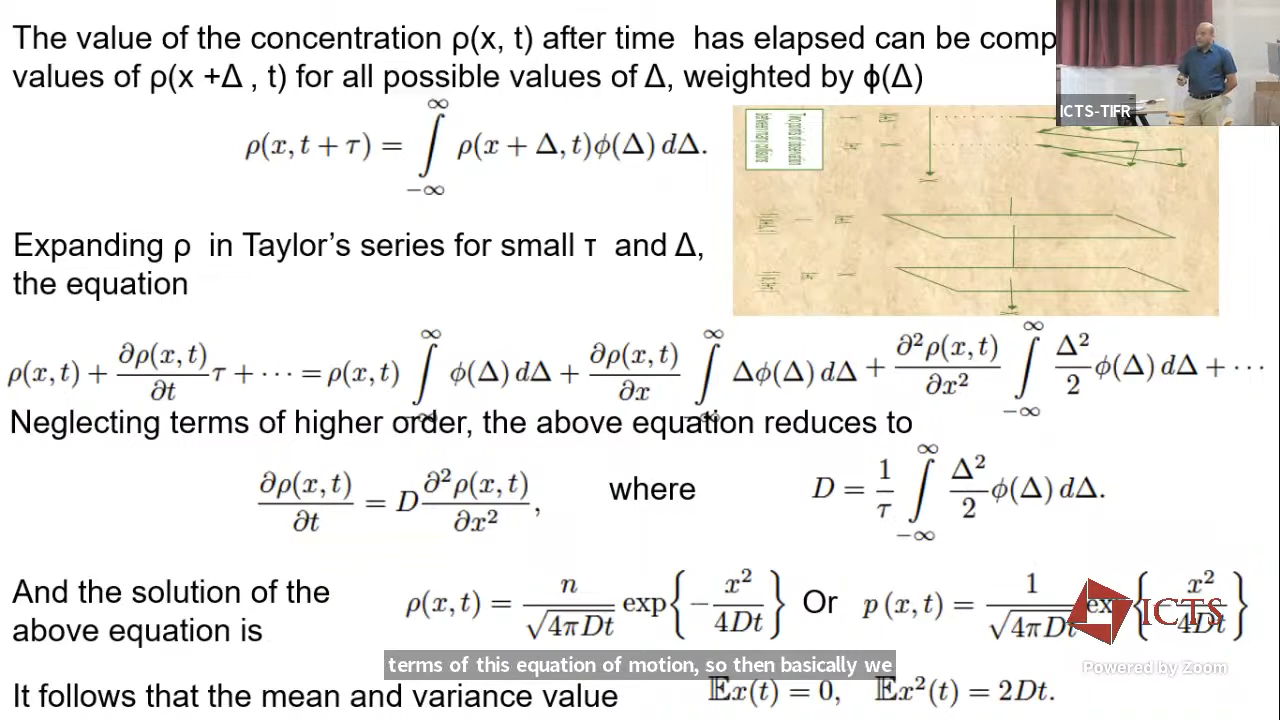 The value of the concentration ρ(x, t) after time has elapsed can be comp
values of ρ(x +Δ , t) for all possible values of Δ, weighted by ϕ(Δ)
ICTS-TIFR
ρ(x, t + τ) = ∫_{-∞}^{∞} ρ(x + Δ, t)ϕ(Δ) dΔ.
Expanding ρ in Taylor’s series for small τ and Δ,
the equation
ρ(x, t) + ∂ρ(x, t)/∂t τ + ⋯ = ρ(x, t) ∫_{-∞}^{∞} ϕ(Δ) dΔ + ∂ρ(x, t)/∂x ∫_{-∞}^{∞} Δϕ(Δ) dΔ + ∂²ρ(x, t)/∂x² ∫_{-∞}^{∞} Δ²/2 ϕ(Δ) dΔ + ⋯
Neglecting terms of higher order, the above equation reduces to
∂ρ(x, t)/∂t = D ∂²ρ(x, t)/∂x², where D = 1/τ ∫_{-∞}^{∞} Δ²/2 ϕ(Δ) dΔ.
And the solution of the
above equation is
ρ(x, t) = n/√4πDt exp{−x²/4Dt} Or p(x, t) = 1/√4πDt exp{−x²/4Dt}
ICTS
terms of this equation of motion, so then basically we
Powered by Zoom
It follows that the mean and variance value 𝔼x(t) = 0, 𝔼x²(t) = 2Dt.